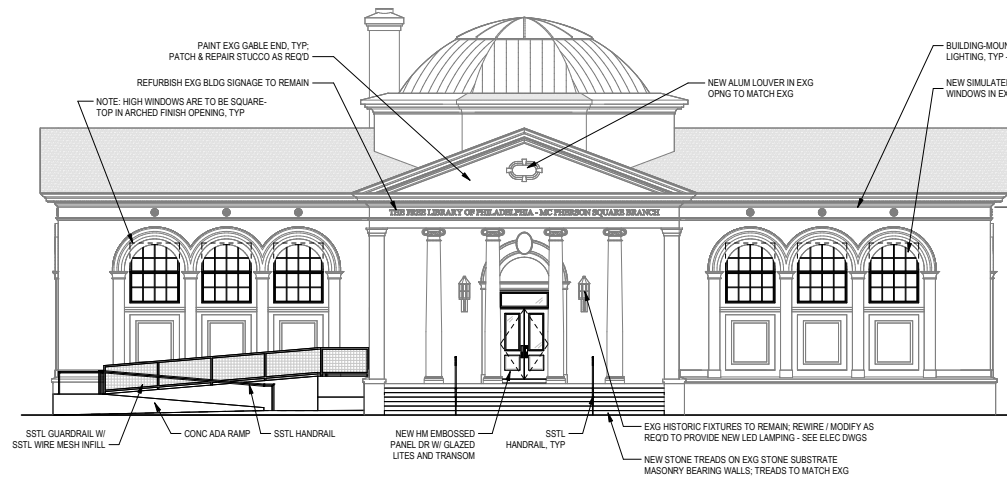 PAINT EXG GABLE END, TYP;
PATCH & REPAIR STUCCO AS REQ'D
REFURBISH EXG BLDG SIGNAGE TO REMAIN
NOTE: HIGH WINDOWS ARE TO BE SQUARE-
TOP IN ARCHED FINISH OPENING, TYP
NEW ALUM LOUVER IN EXG
OPNG TO MATCH EXG
BUILDING-MOUN
LIGHTING, TYP -
NEW SIMULATE
WINDOWS IN EX
THE FREE LIBRARY OF PHILADELPHIA - MC PHERSON SQUARE BRANCH
SSTL GUARDRAIL W/
SSTL WIRE MESH INFILL
CONC ADA RAMP
SSTL HANDRAIL
NEW HM EMBOSSED
PANEL DR W/ GLAZED
LITES AND TRANSOM
SSTL
HANDRAIL, TYP
EXG HISTORIC FIXTURES TO REMAIN; REWIRE / MODIFY AS
REQ'D TO PROVIDE NEW LED LAMPING - SEE ELEC DWGS
NEW STONE TREADS ON EXG STONE SUBSTRATE
MASONRY BEARING WALLS; TREADS TO MATCH EXG